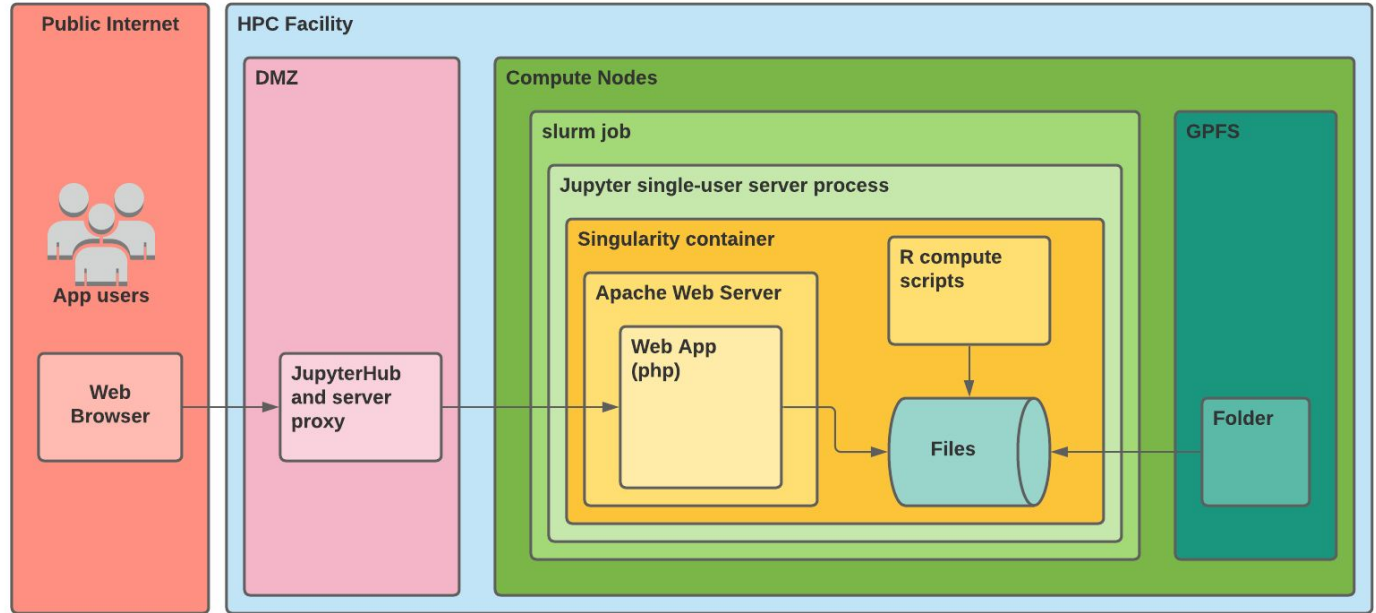 Public Internet
HPC Facility
DMZ
Compute Nodes
slurm job
GPFS
Jupyter single-user server process
Singularity container
R compute
scripts
Apache Web Server
App users
Web App
(php)
JupyterHub
and server
proxy
Web
Browser
Files
Folder